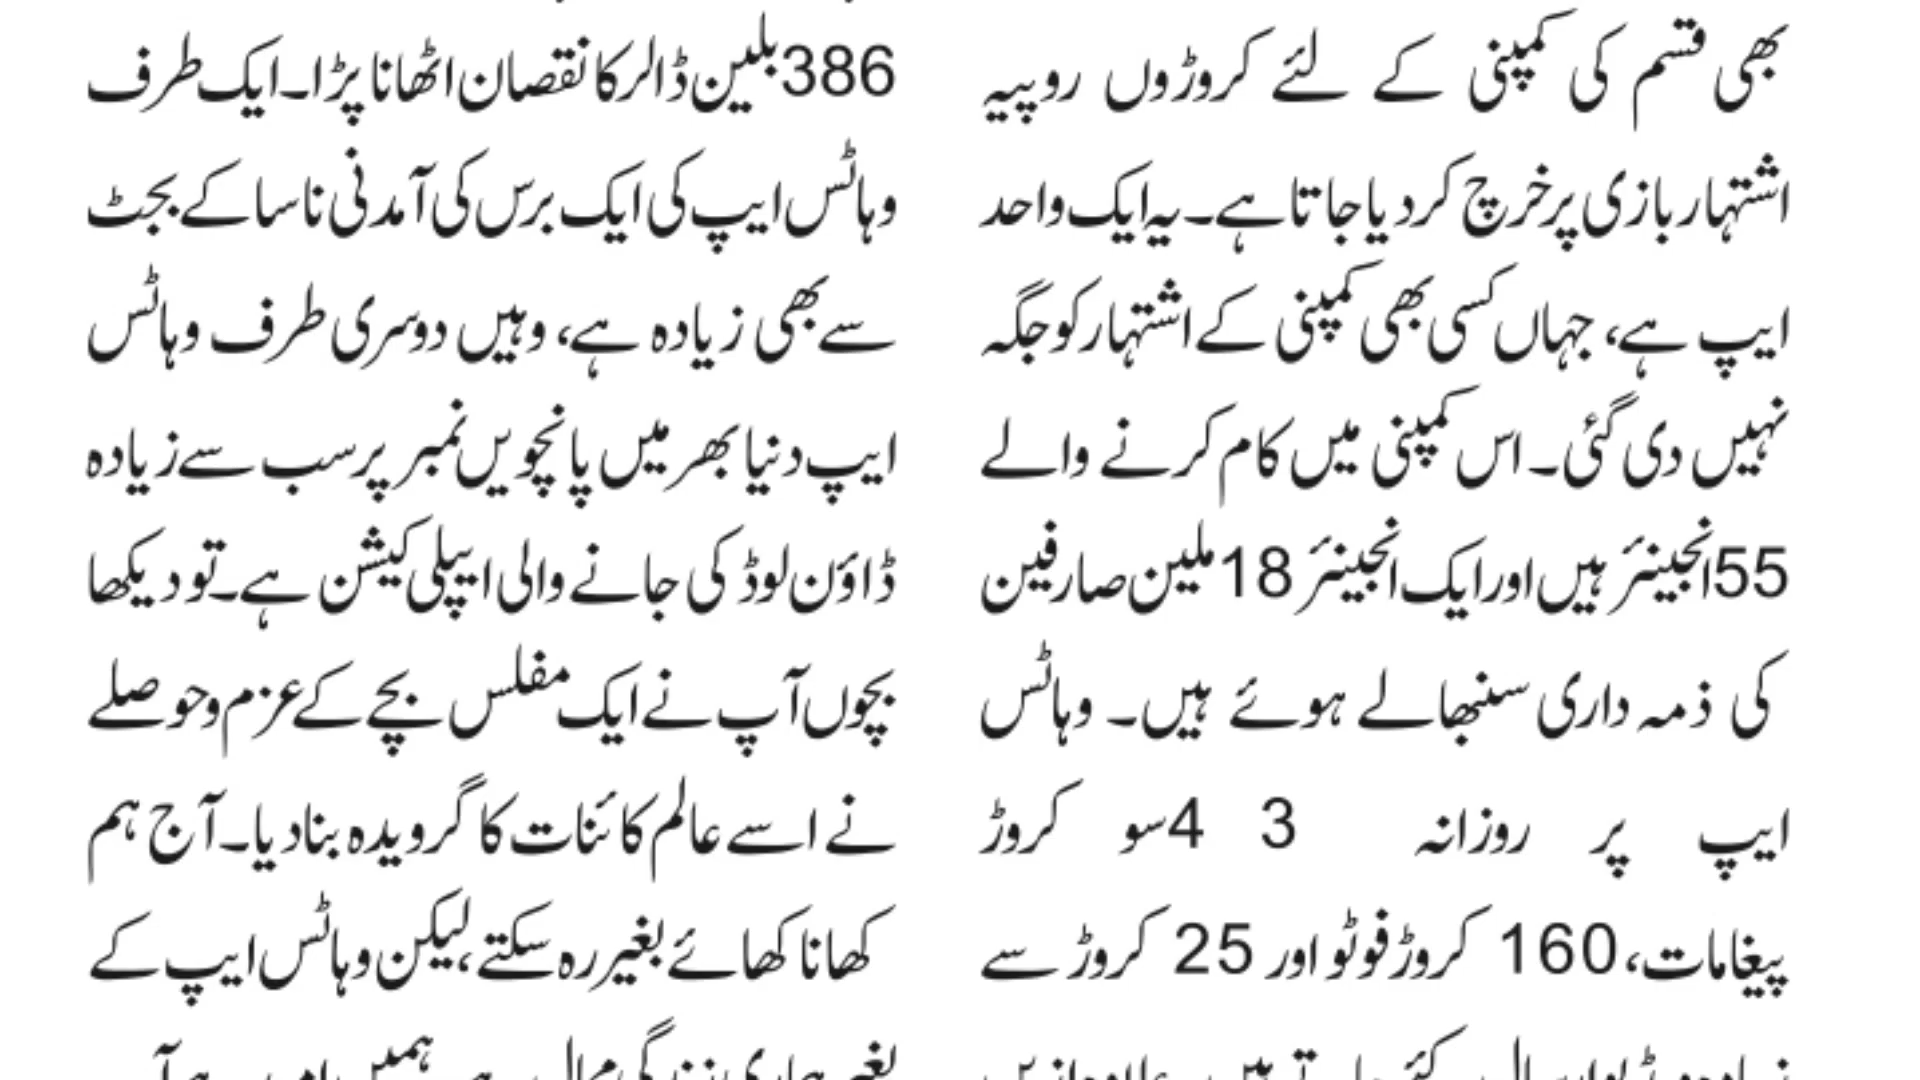 بھی قسم کی کمپنی کے لئے کروڑوں روپیہ
اشتہار بازی پر خرچ کر دیا جاتا ہے۔ یہ ایک واحد
ایپ ہے، جہاں کسی بھی کمپنی کے اشتہار کو جگہ
نہیں دی گئی۔ اس کمپنی میں کام کرنے والے
55 انجینئر ہیں اور ایک انجینئر 18 ملین صارفین
کی ذمہ داری سنبھالے ہوئے ہیں۔ وہاٹس
ایپ پر روزانہ 3 4سو کروڑ
پیغامات، 160 کروڑ فوٹو اور 25 کروڑ سے
386 بلین ڈالر کا نقصان اٹھانا پڑا۔ ایک طرف
وہاٹس ایپ کی ایک برس کی آمدنی ناسا کے بجٹ
سے بھی زیادہ ہے، وہیں دوسری طرف وہاٹس
ایپ دنیا بھر میں پانچویں نمبر پر سب سے زیادہ
ڈاؤن لوڈ کی جانے والی اپیلی کیشن ہے۔ تو دیکھا
بچوں آپ نے ایک مفلس بچے کے عزم و حوصلے
نے اسے عالم کائنات کا گرویدہ بنا دیا۔ آج ہم
کھانا کھائے بغیر رہ سکتے، لیکن وہاٹس ایپ کے